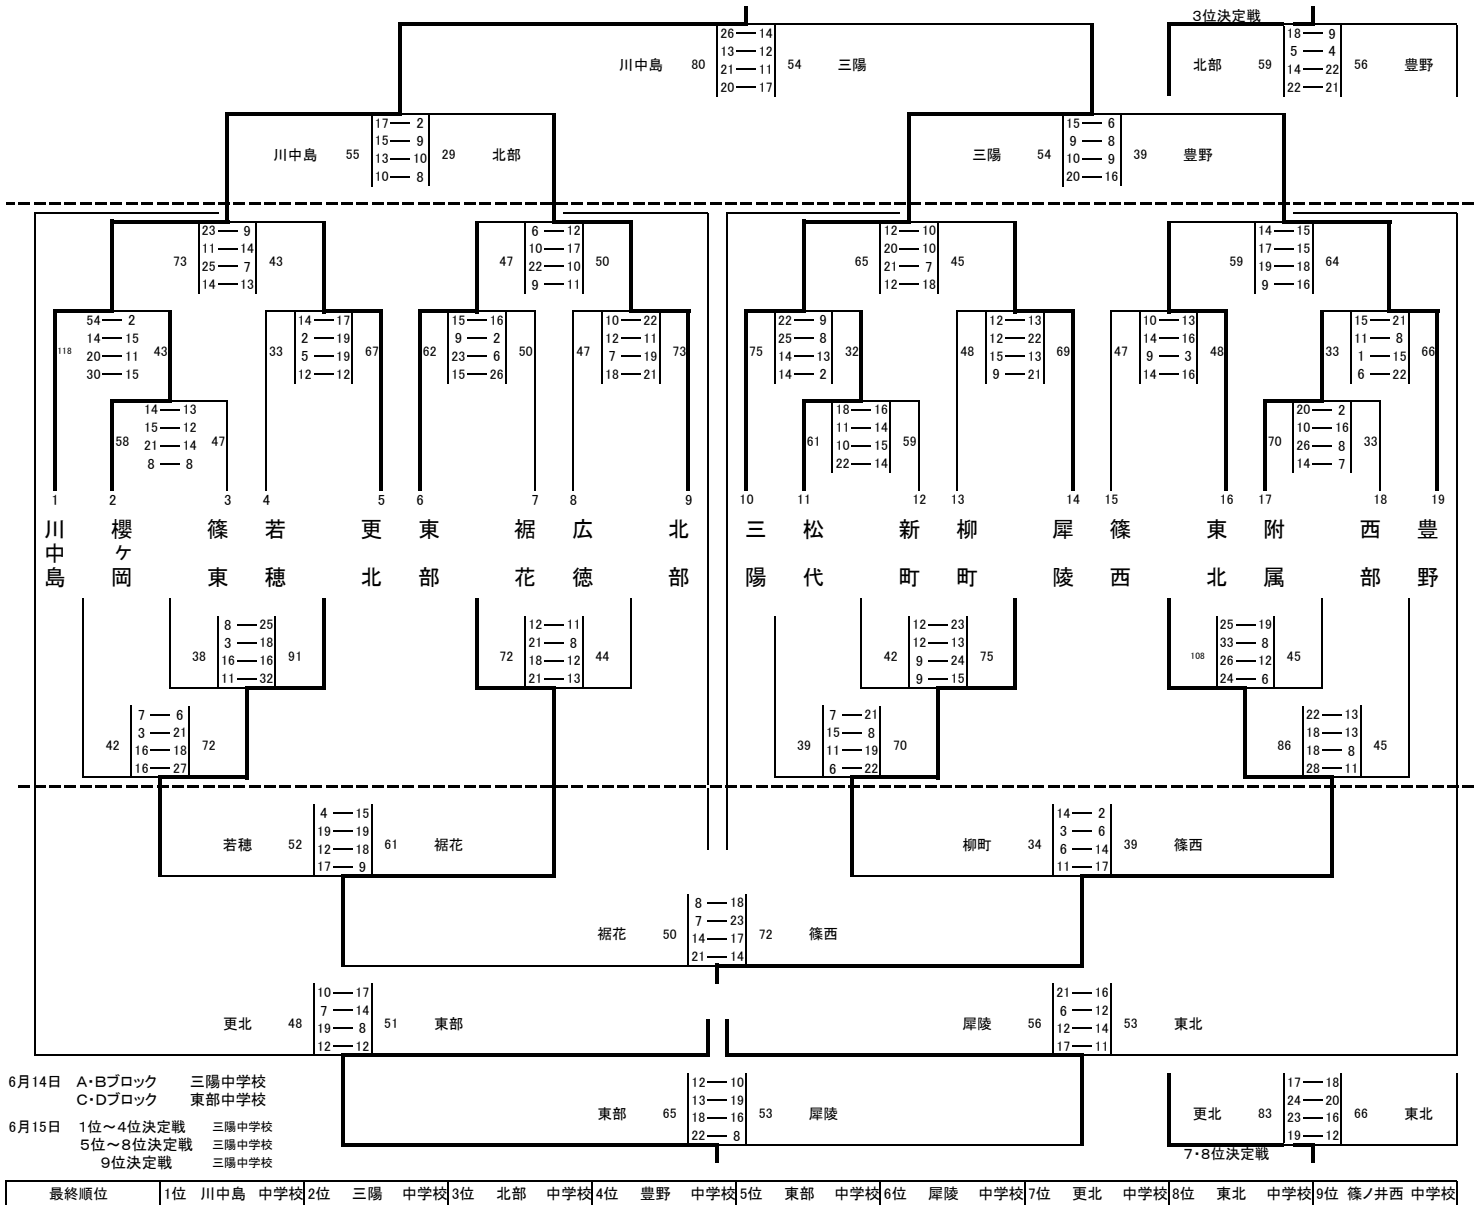 3位決定戦
26 ― 14
13 ― 12
川中島 80 21 ― 11 54 三陽
20 ― 17
18 ― 9
5 ― 4
北部 59 14 ― 22 56 豊野
22 ― 21
17 ― 2
15 ― 9
川中島 55 13 ― 10 29 北部
10 ― 8
15 ― 6
9 ― 8
三陽 54 10 ― 9 39 豊野
20 ― 16
23 ― 9
11 ― 14
73 25 ― 7 43
14 ― 13
6 ― 12
10 ― 17
47 22 ― 10 50
9 ― 11
12 ― 10
20 ― 10
65 21 ― 7 45
12 ― 18
14 ― 15
17 ― 15
59 19 ― 18 64
9 ― 16
54 ― 2
14 ― 15
118 20 ― 11 43
30 ― 15
14 ― 17
2 ― 19
33 5 ― 19 67
12 ― 12
15 ― 16
9 ― 2
62 23 ― 6 50
15 ― 26
10 ― 22
12 ― 11
47 7 ― 19 73
18 ― 21
22 ― 9
25 ― 8
75 14 ― 13 32
14 ― 2
12 ― 13
12 ― 22
48 15 ― 13 69
9 ― 21
10 ― 13
14 ― 16
47 9 ― 3 48
14 ― 16
15 ― 21
11 ― 8
33 1 ― 15 66
6 ― 22
14 ― 13
15 ― 12
58 21 ― 14 47
8 ― 8
18 ― 16
11 ― 14
61 10 ― 15 59
22 ― 14
20 ― 2
10 ― 16
70 26 ― 8 33
14 ― 7
1 2 3 4 5 6 7 8 9 10 11 12 13 14 15 16 17 18 19
川中島
櫻ヶ岡
篠東
若穂
更北
東部
裾花
広徳
北部
三陽
松代
新町
柳町
犀陵
篠西
東北
附属
西部
豊野
8 ― 25
3 ― 18
38 16 ― 16 91
11 ― 32
12 ― 11
21 ― 8
72 18 ― 12 44
21 ― 13
12 ― 23
12 ― 13
42 9 ― 24 75
9 ― 15
25 ― 19
33 ― 8
108 26 ― 12 45
24 ― 6
7 ― 6
3 ― 21
42 16 ― 18 72
16 ― 27
7 ― 21
15 ― 8
39 11 ― 19 70
6 ― 22
22 ― 13
18 ― 13
86 18 ― 8 45
28 ― 11
4 ― 15
19 ― 19
若穂 52 12 ― 18 61 裾花
17 ― 9
14 ― 2
3 ― 6
柳町 34 6 ― 14 39 篠西
11 ― 17
8 ― 18
7 ― 23
裾花 50 14 ― 17 72 篠西
21 ― 14
10 ― 17
7 ― 14
更北 48 19 ― 8 51 東部
12 ― 12
21 ― 16
6 ― 12
犀陵 56 12 ― 14 53 東北
17 ― 11
6月14日 A・Bブロック 三陽中学校
C・Dブロック 東部中学校
6月15日 1位～4位決定戦 三陽中学校
5位～8位決定戦 三陽中学校
9位決定戦 三陽中学校
12 ― 10
13 ― 19
東部 65 18 ― 16 53 犀陵
22 ― 8
17 ― 18
24 ― 20
更北 83 23 ― 16 66 東北
19 ― 12
7・8位決定戦
最終順位 1位 川中島 中学校 2位 三陽 中学校 3位 北部 中学校 4位 豊野 中学校 5位 東部 中学校 6位 犀陵 中学校 7位 更北 中学校 8位 東北 中学校 9位 篠ノ井西 中学校